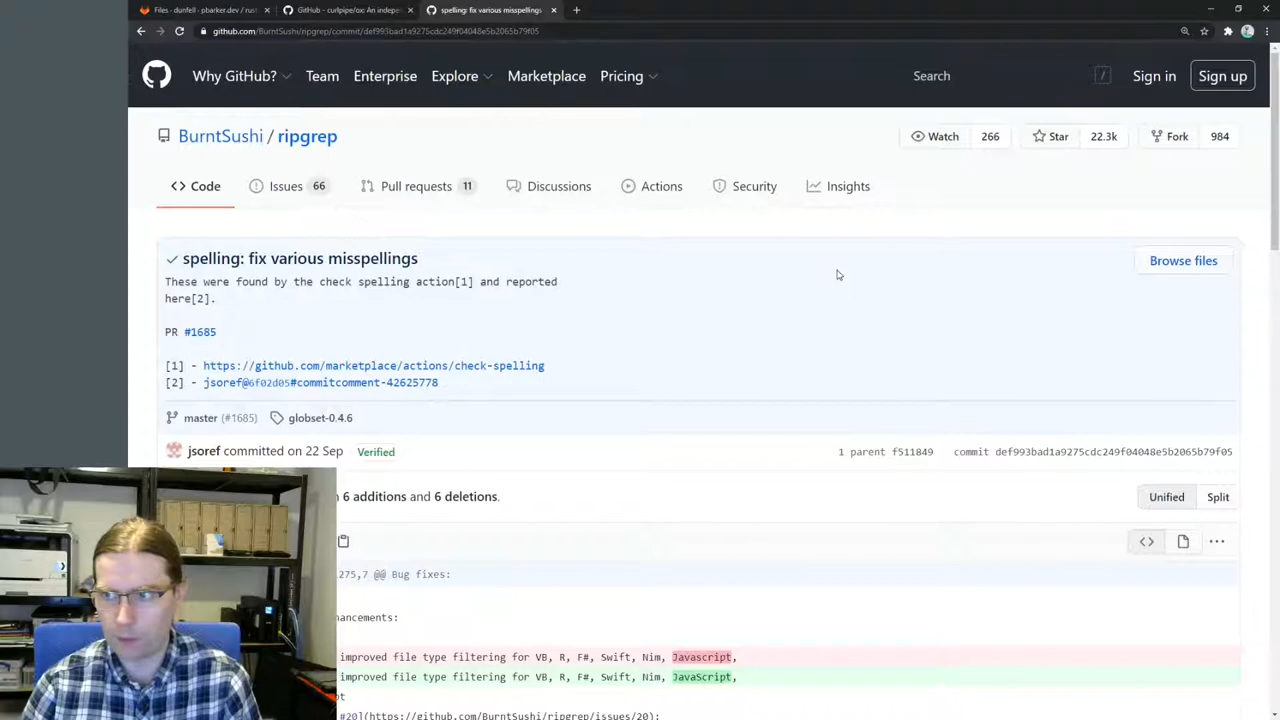 Files · dunfell · pbarker.dev / rust
GitHub - curlpipe/ox: An indepen
spelling: fix various misspellings
github.com/BurntSushi/ripgrep/commit/def993bad1a9275cdc249f04048e5b2065b79f05
Why GitHub? Team Enterprise Explore Marketplace Pricing Search / Sign in Sign up
BurntSushi / ripgrep Watch 266 Star 22.3k Fork 984
Code Issues 66 Pull requests 11 Discussions Actions Security Insights
spelling: fix various misspellings Browse files
These were found by the check spelling action[1] and reported
here[2].
PR #1685
[1] - https://github.com/marketplace/actions/check-spelling
[2] - jsoref@6f02d05#commitcomment-42625778
master (#1685) globset-0.4.6
jsoref committed on 22 Sep Verified 1 parent f511849 commit def993bad1a9275cdc249f04048e5b2065b79f05
6 additions and 6 deletions. Unified Split
275,7 @@ Bug fixes:
ancements:
improved file type filtering for VB, R, F#, Swift, Nim, Javascript,
improved file type filtering for VB, R, F#, Swift, Nim, JavaScript,
pt
#20](https://github.com/BurntSushi/ripgrep/issues/20):